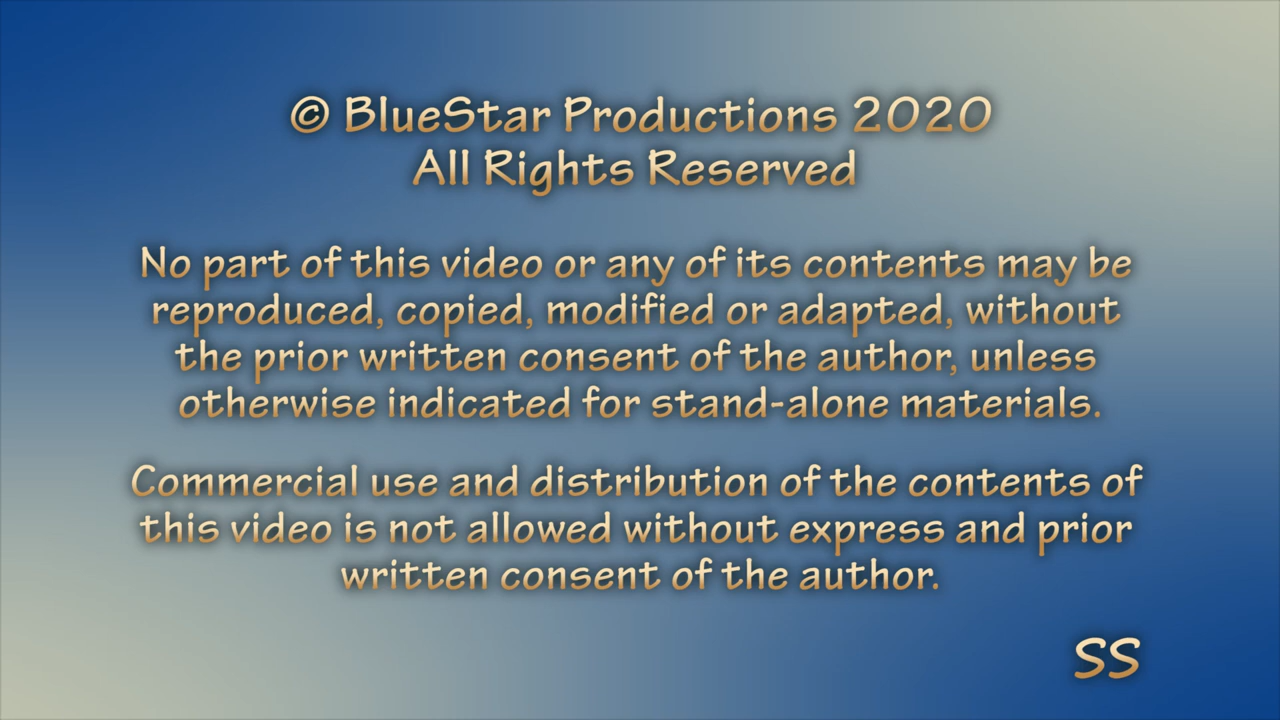 © BlueStar Productions 2020
All Rights Reserved
No part of this video or any of its contents may be
reproduced, copied, modified or adapted, without
the prior written consent of the author, unless
otherwise indicated for stand-alone materials.
Commercial use and distribution of the contents of
this video is not allowed without express and prior
written consent of the author.
SS